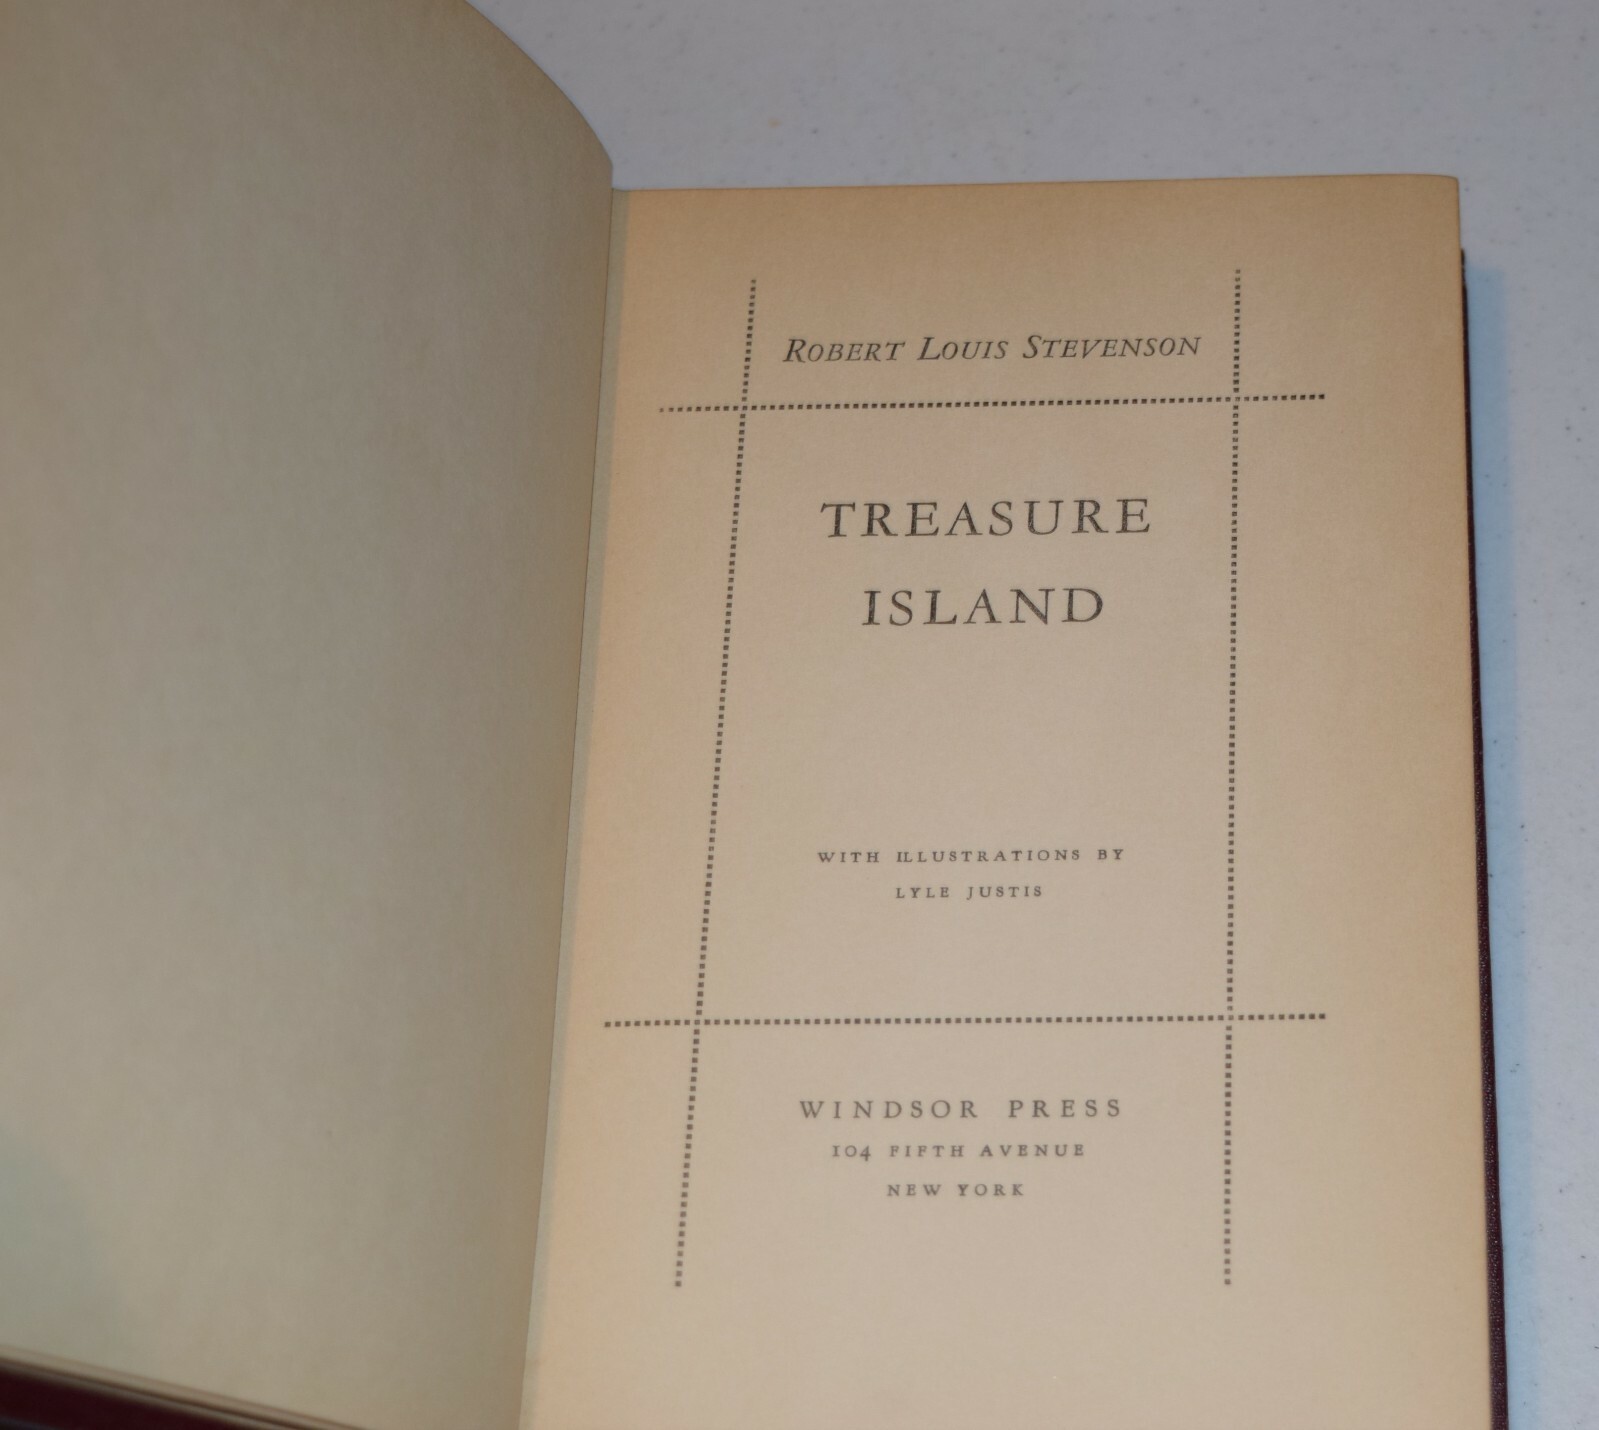 ROBERT LOUIS STEVENSON
TREASURE
ISLAND
WITH ILLUSTRATIONS BY
LYLE JUSTIS
WINDSOR PRESS
104 FIFTH AVENUE
NEW YORK